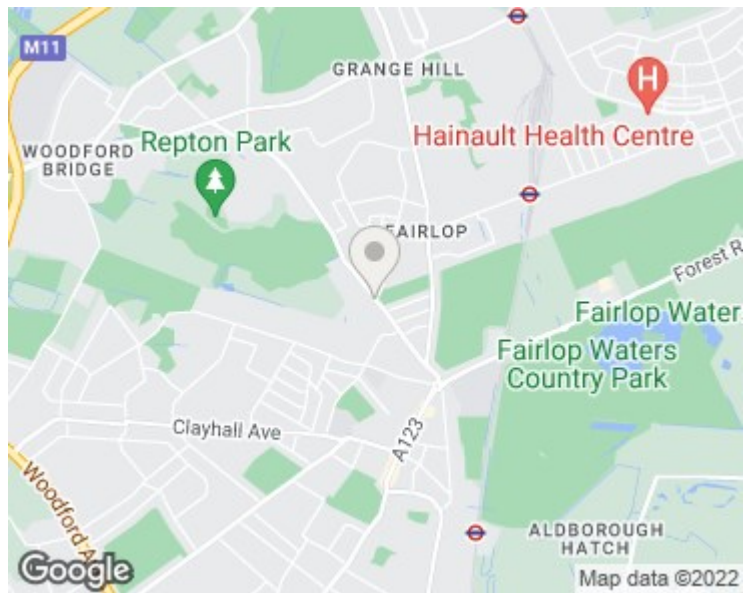 M11
GRANGE HILL
H
Hainault Health Centre
WOODFORD
BRIDGE
Repton Park
FAIRLOP
Forest R
Fairlop Water
Fairlop Waters
Country Park
Clayhall Ave
A123
Woodford A
ALDBOROUGH
HATCH
Google
Map data ©2022